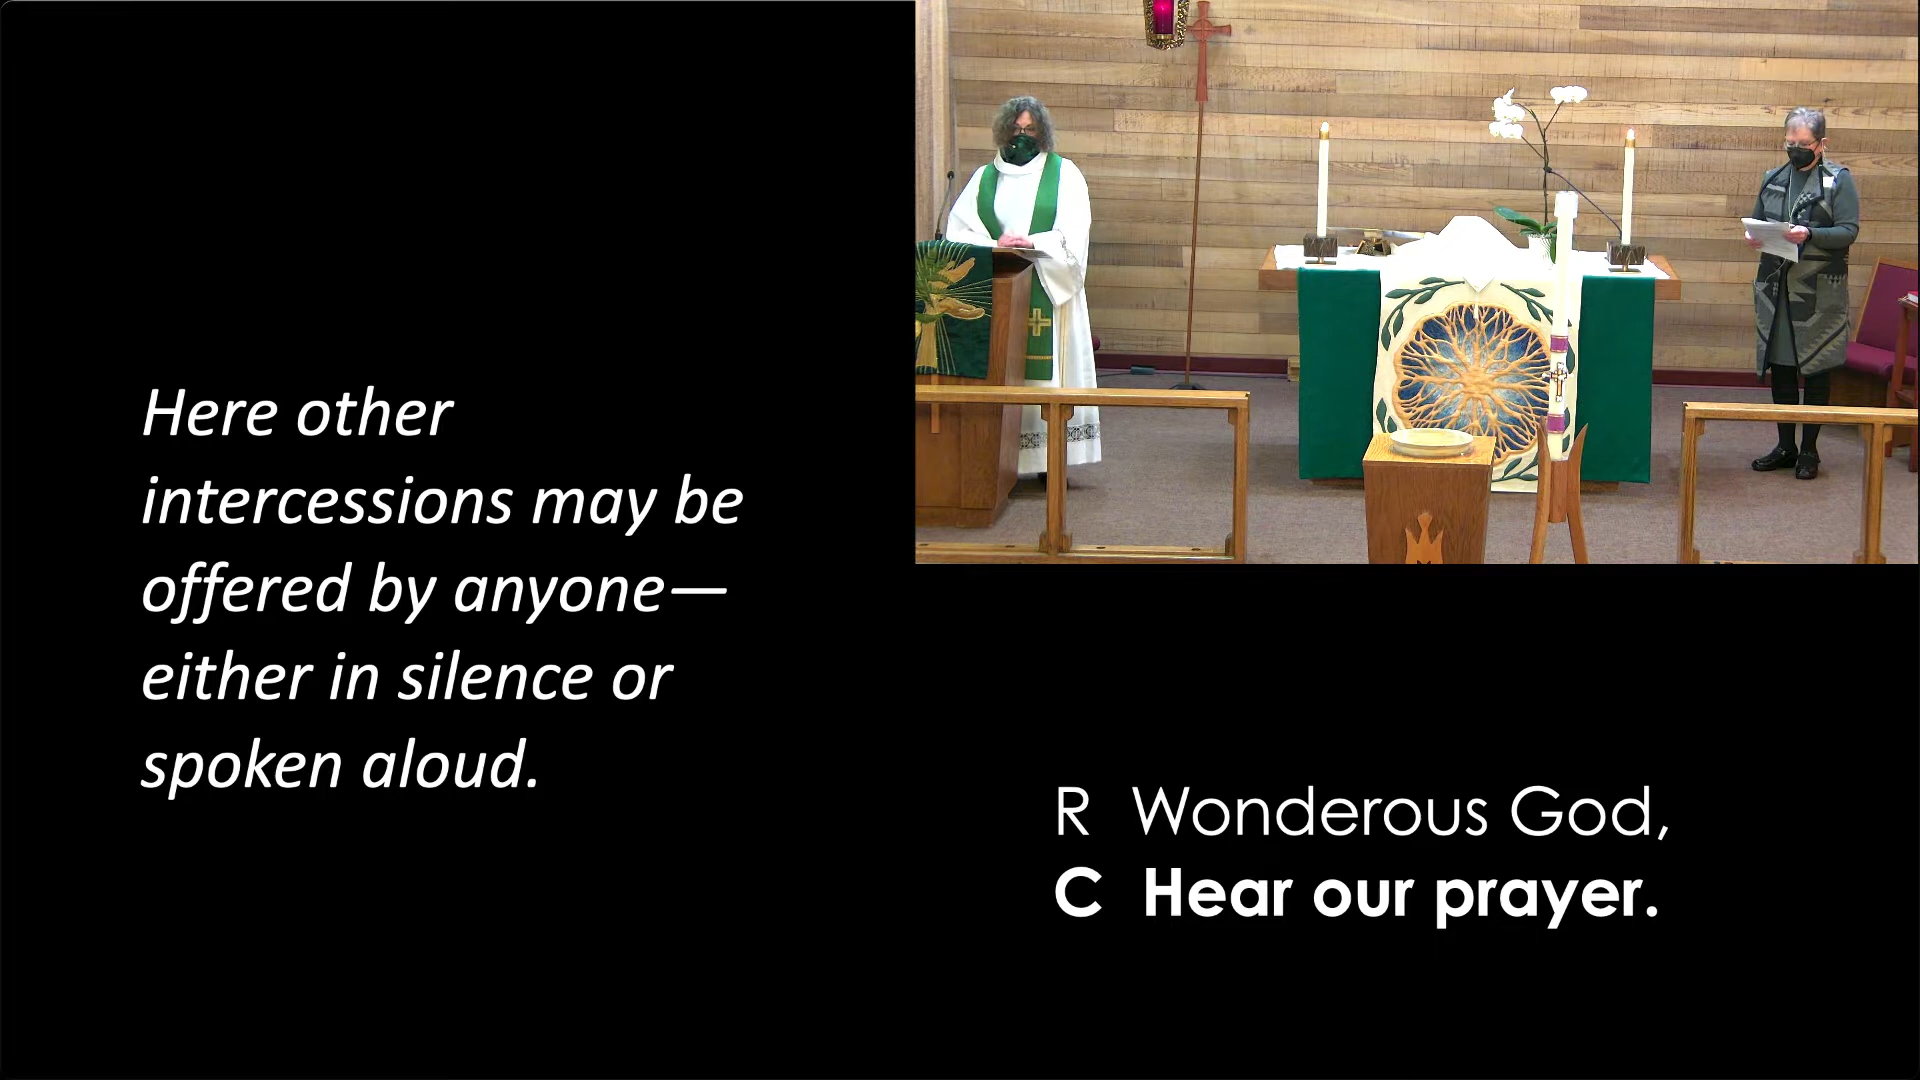 Here other
intercessions may be
offered by anyone—
either in silence or
spoken aloud.
R Wonderous God,
C Hear our prayer.